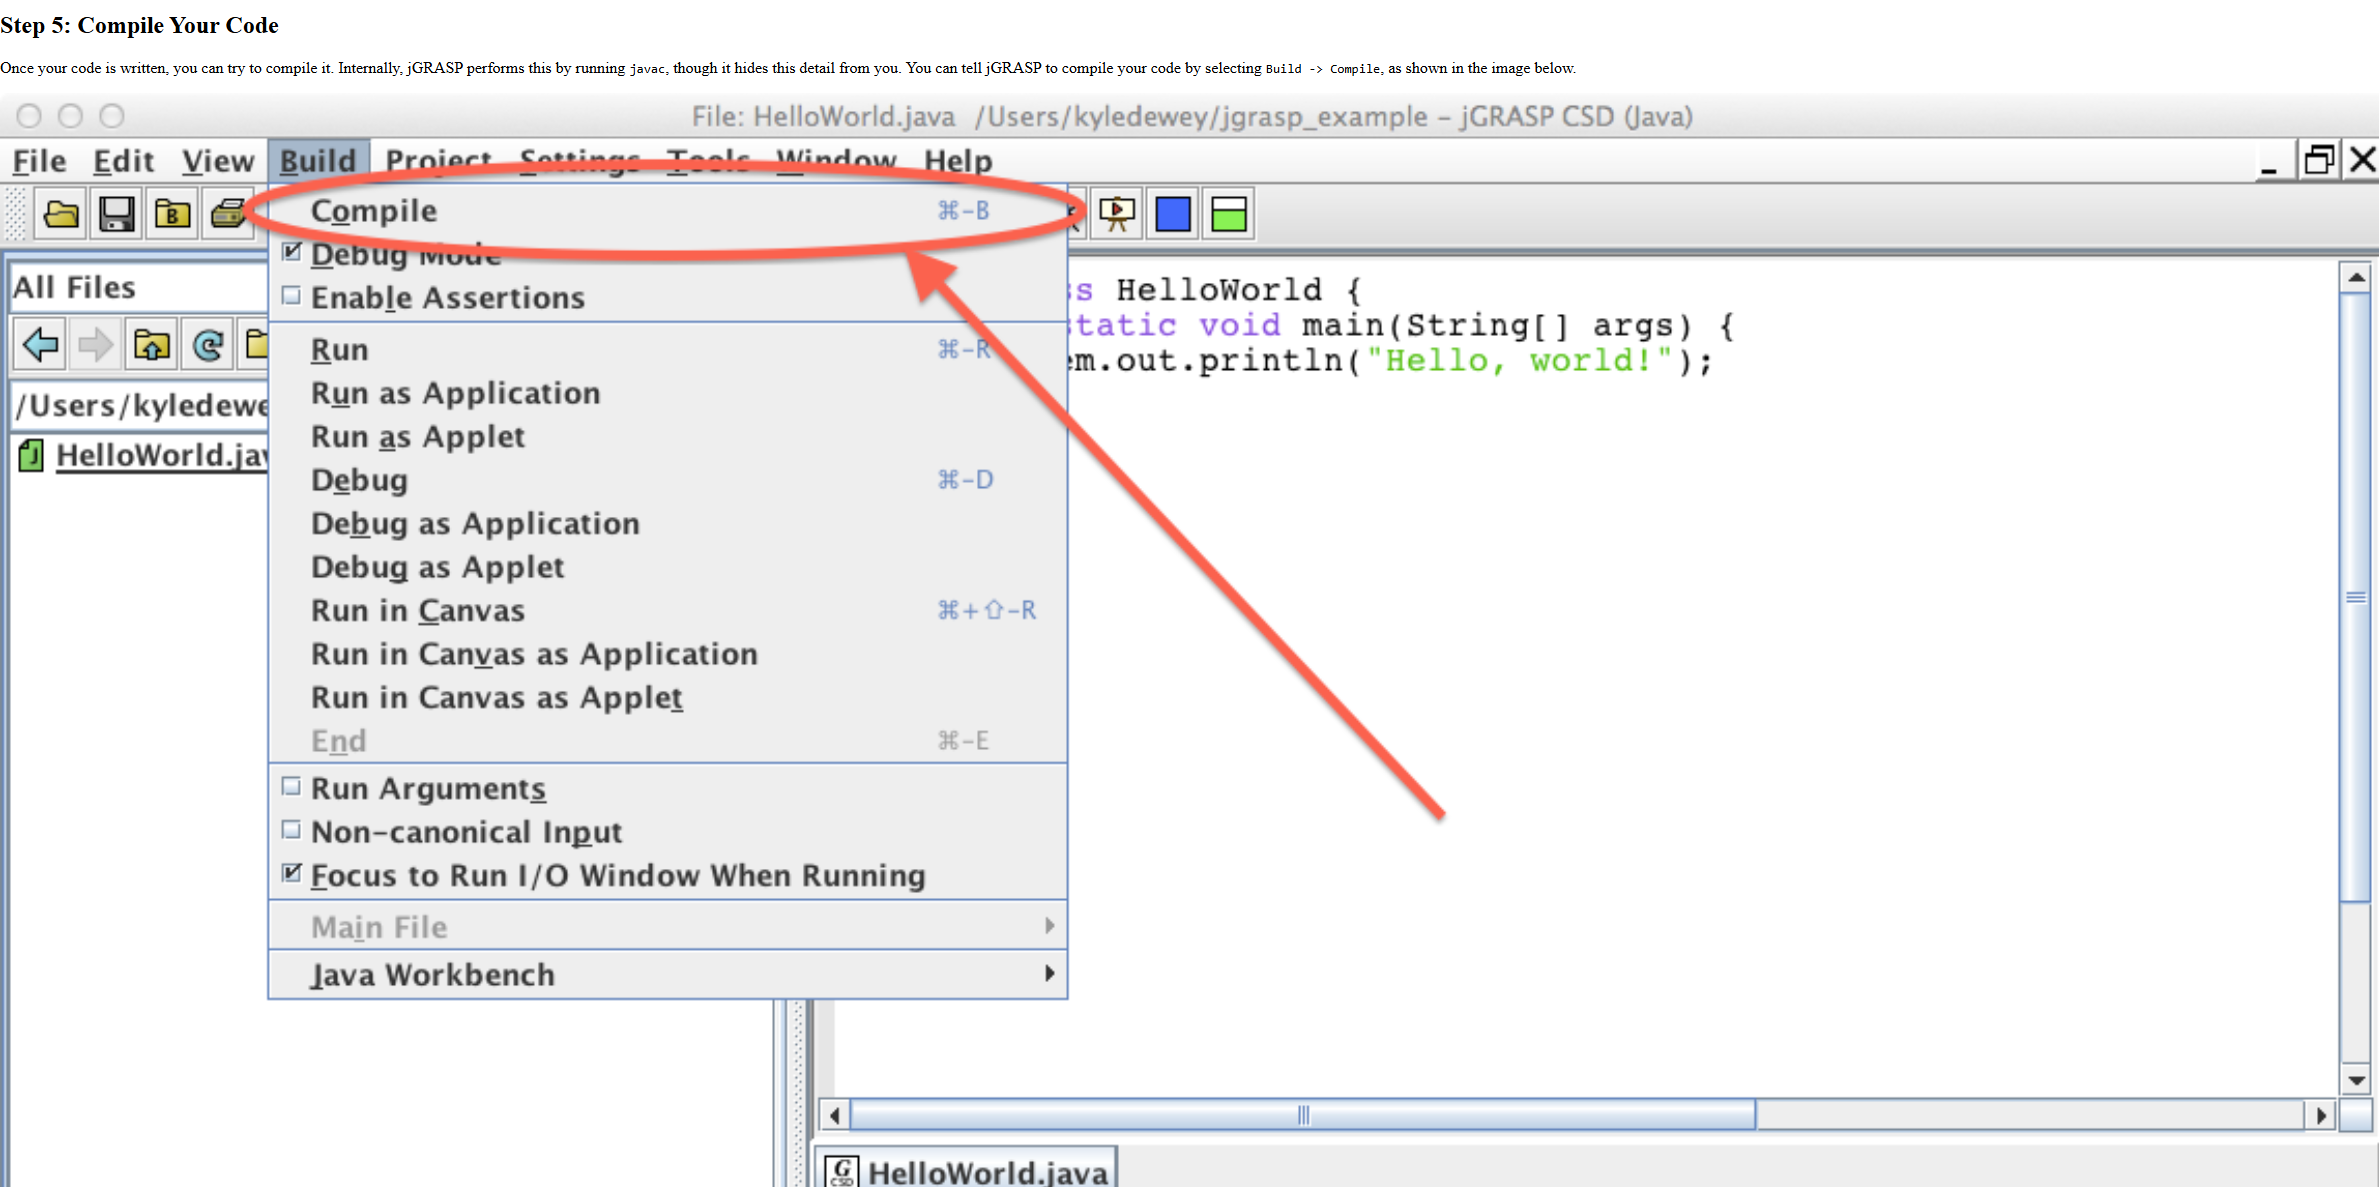 Step 5: Compile Your Code
Once your code is written, you can try to compile it. Internally, jGRASP performs this by running javac, though it hides this detail from you. You can tell jGRASP to compile your code by selecting Build -> Compile, as shown in the image below.
File: HelloWorld.java /Users/kyledewey/jgrasp_example – jGRASP CSD (Java)
File Edit View Build Project Settings Tools Window Help
Compile ⌘-B
Debug Mode
Enable Assertions
Run ⌘-R
Run as Application
Run as Applet
Debug ⌘-D
Debug as Application
Debug as Applet
Run in Canvas ⌘+⇧-R
Run in Canvas as Application
Run in Canvas as Applet
End ⌘-E
Run Arguments
Non-canonical Input
Focus to Run I/O Window When Running
Main File
Java Workbench
All Files
/Users/kyledewe
HelloWorld.jav
s HelloWorld {
static void main(String[] args) {
em.out.println("Hello, world!");
HelloWorld.java